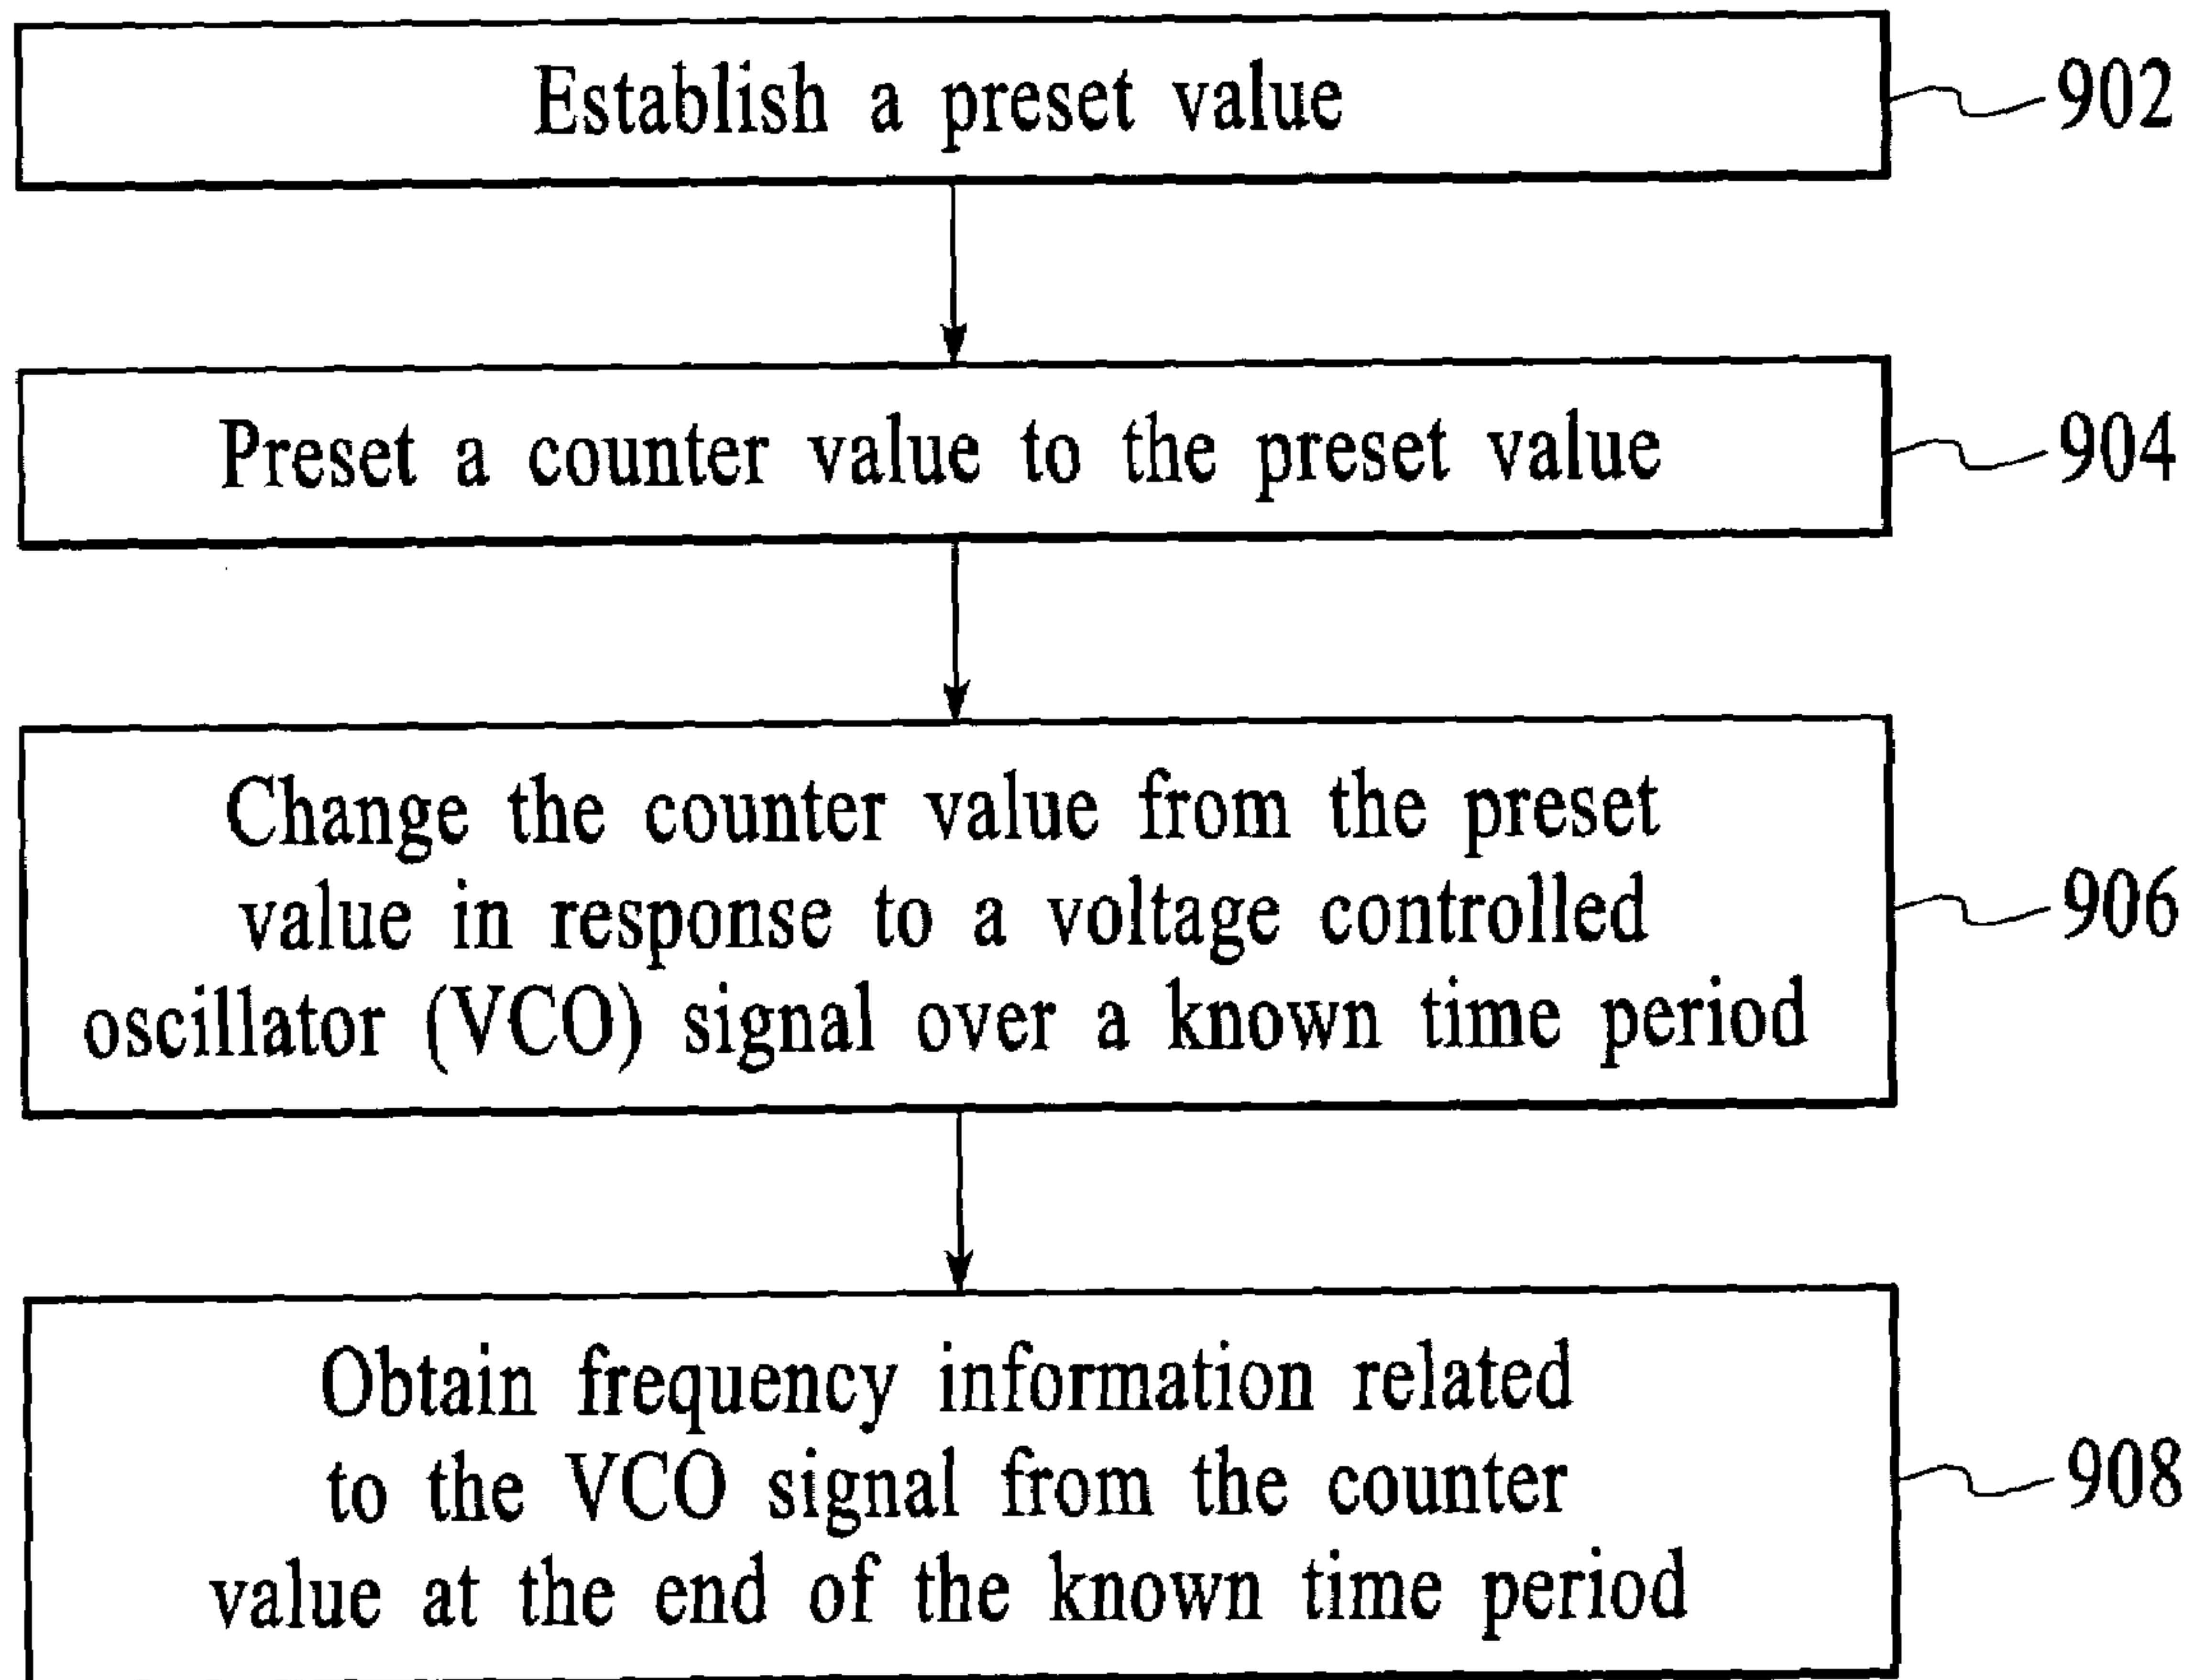 Establish a preset value
902
Preset a counter value to the preset value
904
Change the counter value from the preset
value in response to a voltage controlled
oscillator (VCO) signal over a known time period
906
Obtain frequency information related
to the VCO signal from the counter
value at the end of the known time period
908